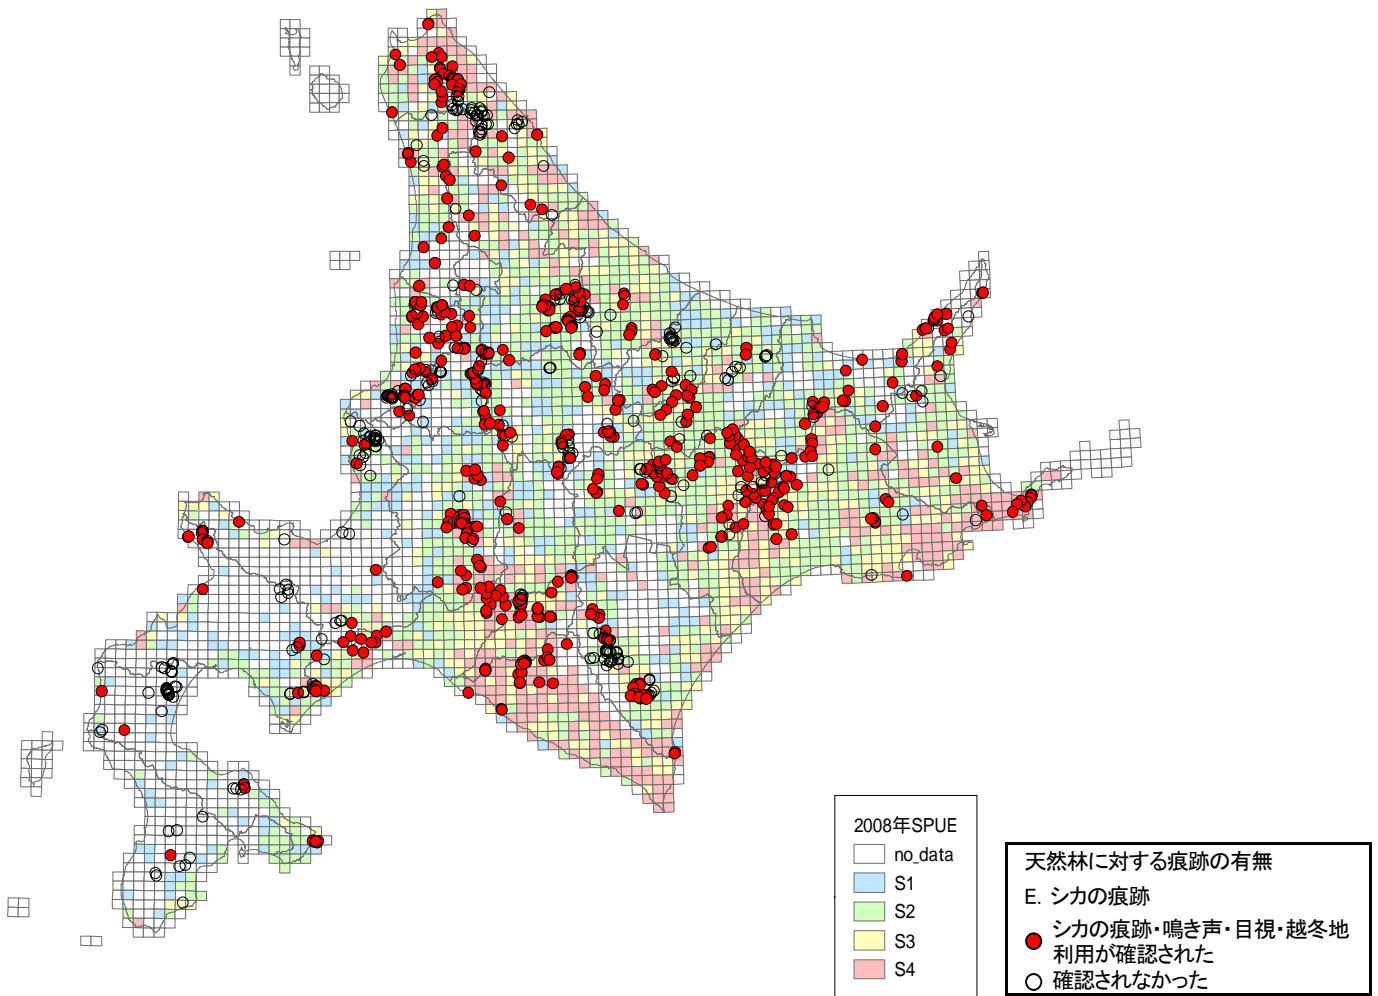 2008年SPUE
no_data
S1
S2
S3
S4
天然林に対する痕跡の有無
E. シカの痕跡
シカの痕跡・鳴き声・目視・越冬地
利用が確認された
確認されなかった